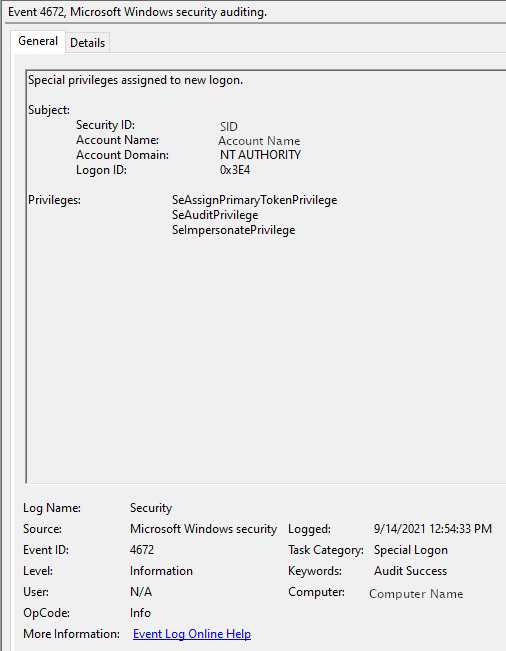 Event 4672, Microsoft Windows security auditing.
General Details
Special privileges assigned to new logon.
Subject:
Security ID: SID
Account Name: Account Name
Account Domain: NT AUTHORITY
Logon ID: 0x3E4
Privileges: SeAssignPrimaryTokenPrivilege
SeAuditPrivilege
SeImpersonatePrivilege
Log Name: Security
Source: Microsoft Windows security Logged: 9/14/2021 12:54:33 PM
Event ID: 4672 Task Category: Special Logon
Level: Information Keywords: Audit Success
User: N/A Computer: Computer Name
OpCode: Info
More Information: Event Log Online Help